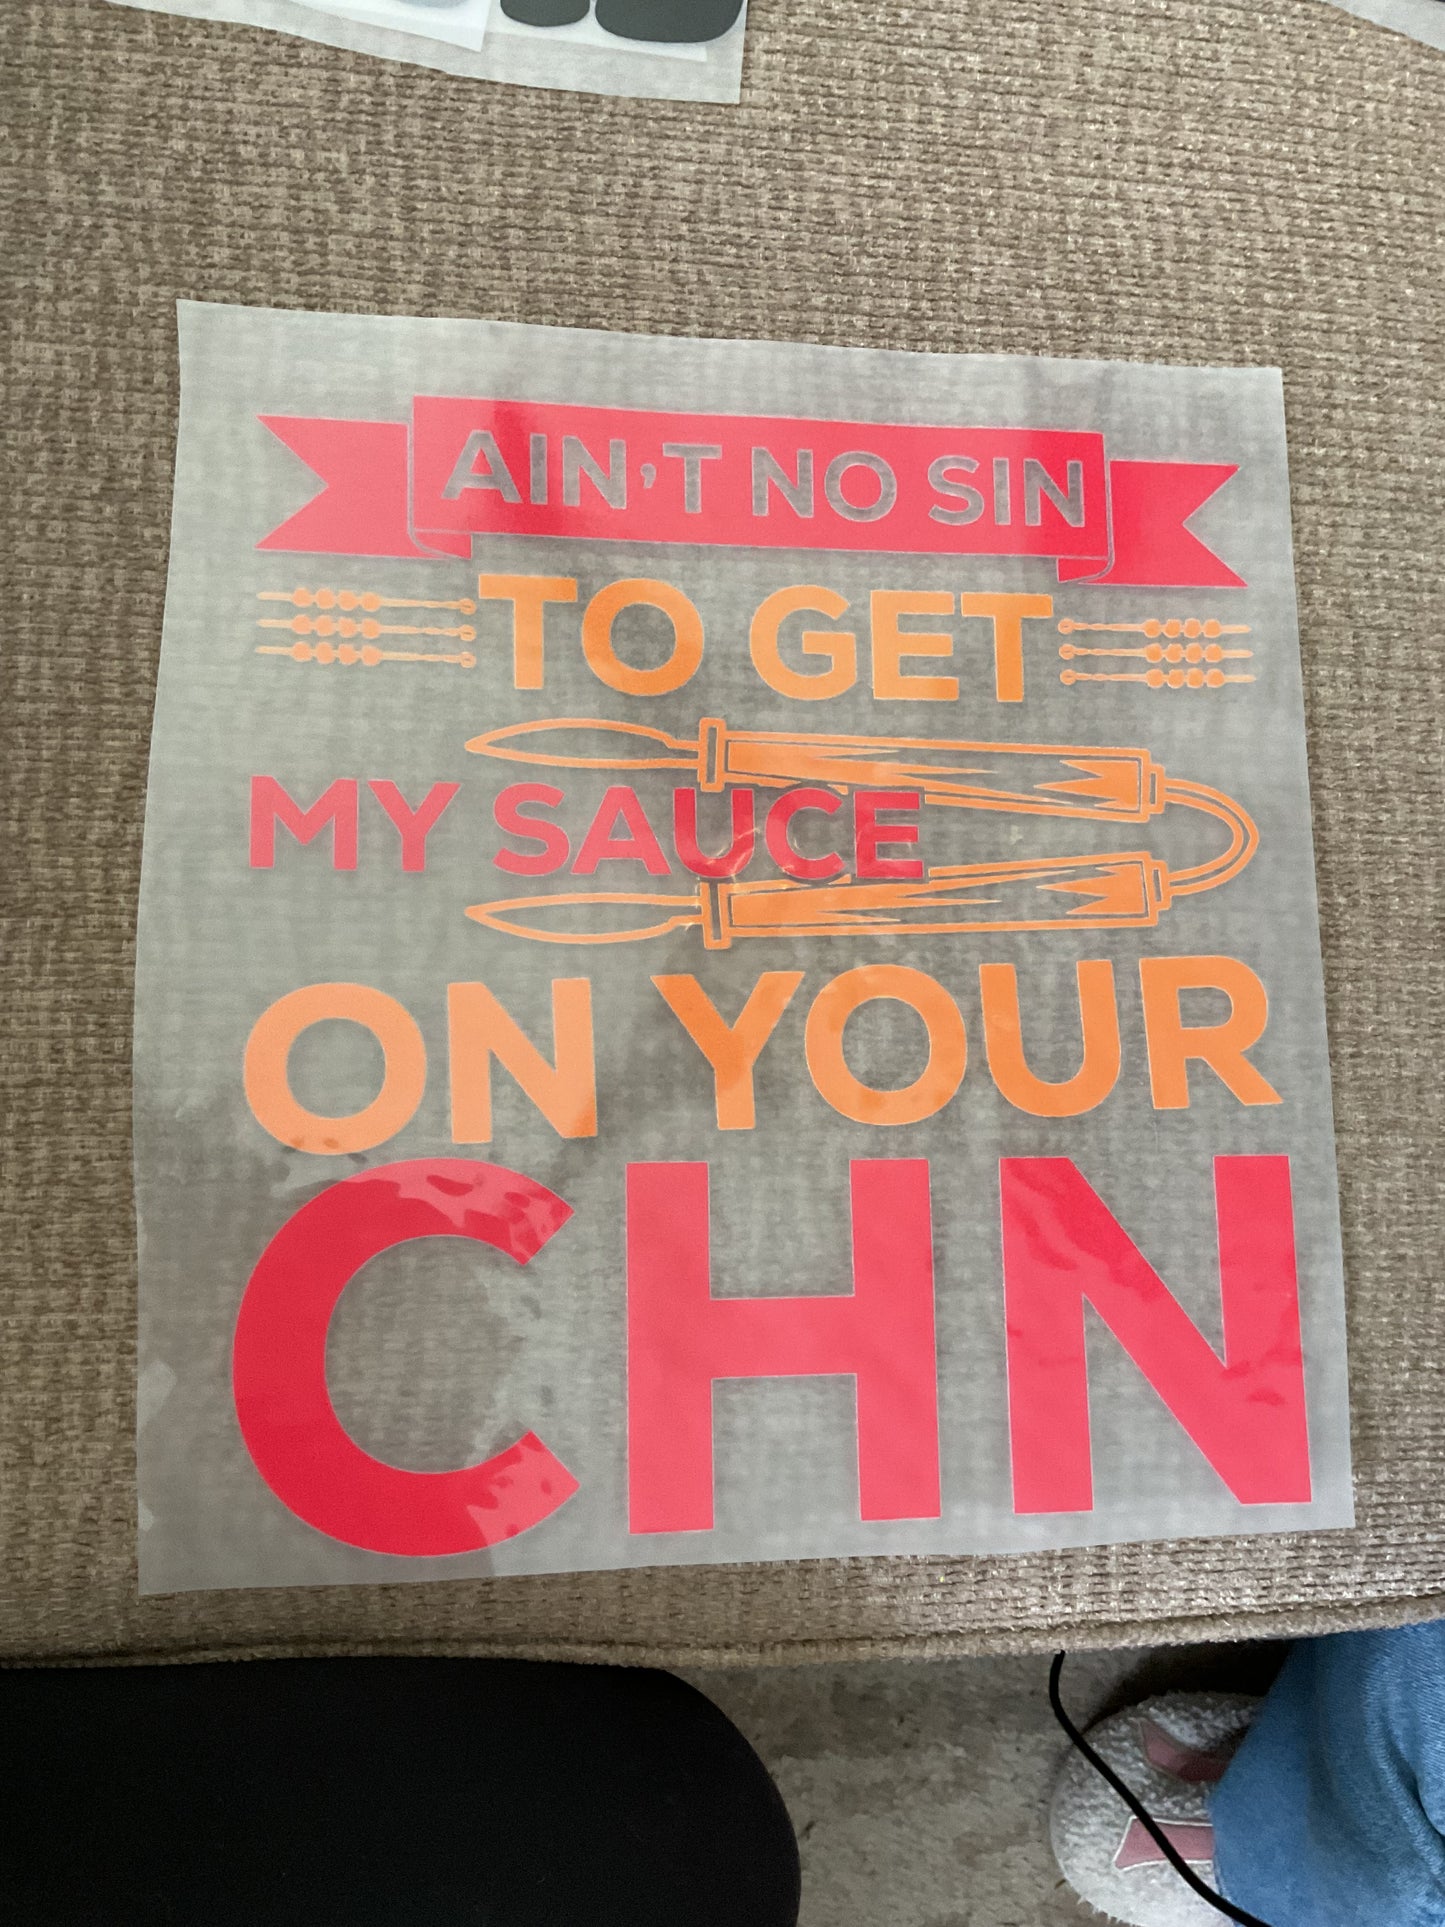 AIN'T NO SIN
TO GET
MY SAUCE
ON YOUR
CHN